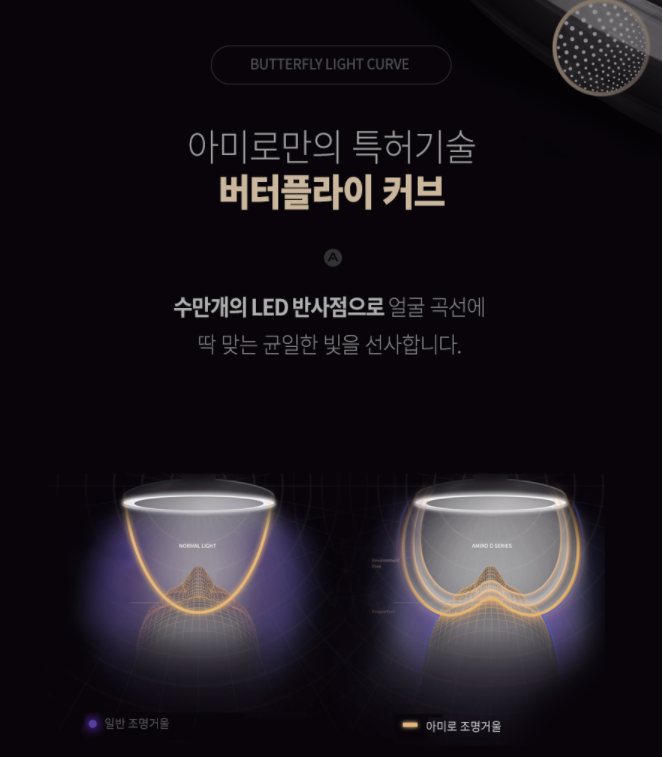 BUTTERFLY LIGHT CURVE
아미로만의 특허기술
버터플라이 커브
수만개의 LED 반사점으로 얼굴 곡선에
딱 맞는 균일한 빛을 선사합니다.
NORMAL LIGHT
AMIRO O SERIES
일반 조명거울
아미로 조명거울